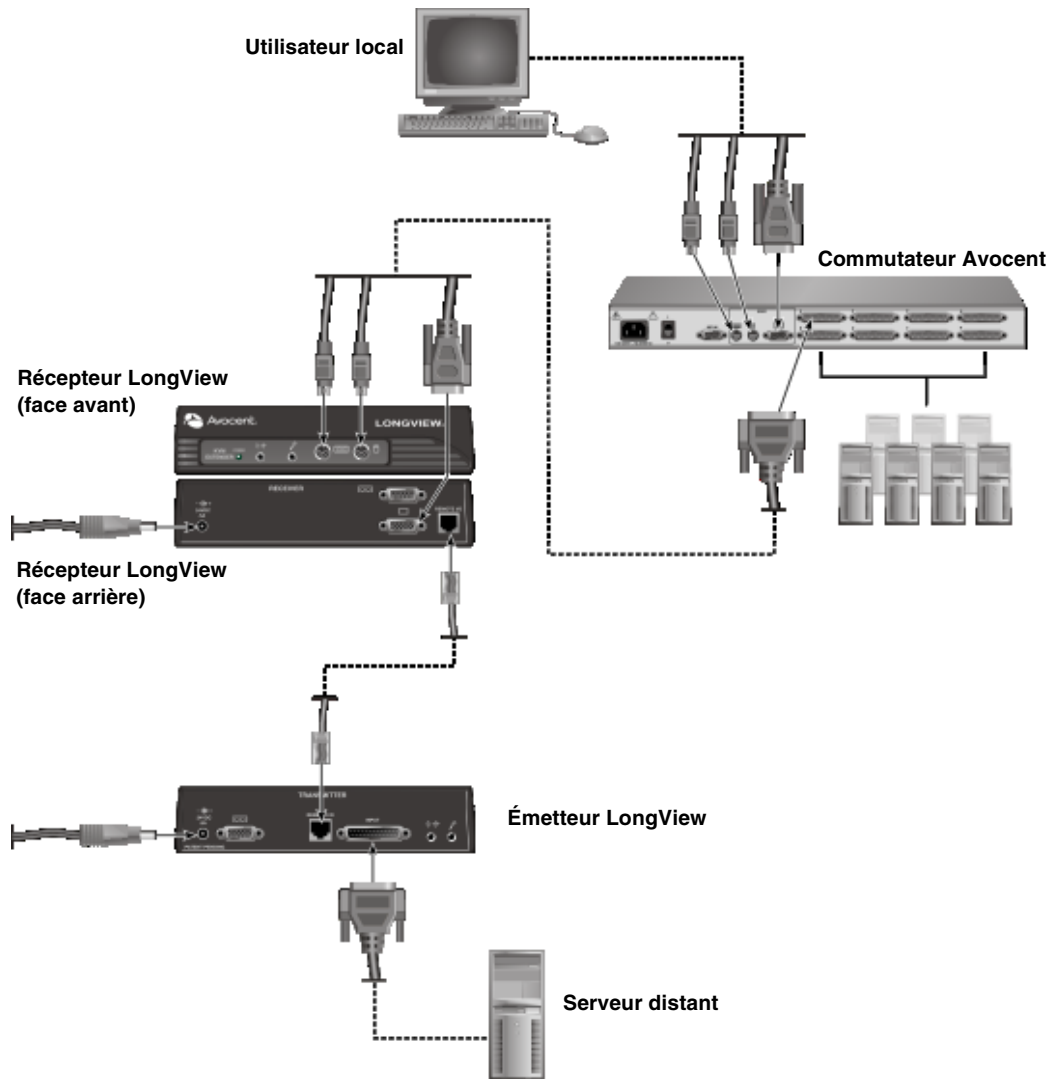 Utilisateur local
Commutateur Avocent
Récepteur LongView
(face avant)
Avocent.
LONGVIEW
RECEIVER
Récepteur LongView
(face arrière)
TRANSMITTER
INPUT
Émetteur LongView
Serveur distant